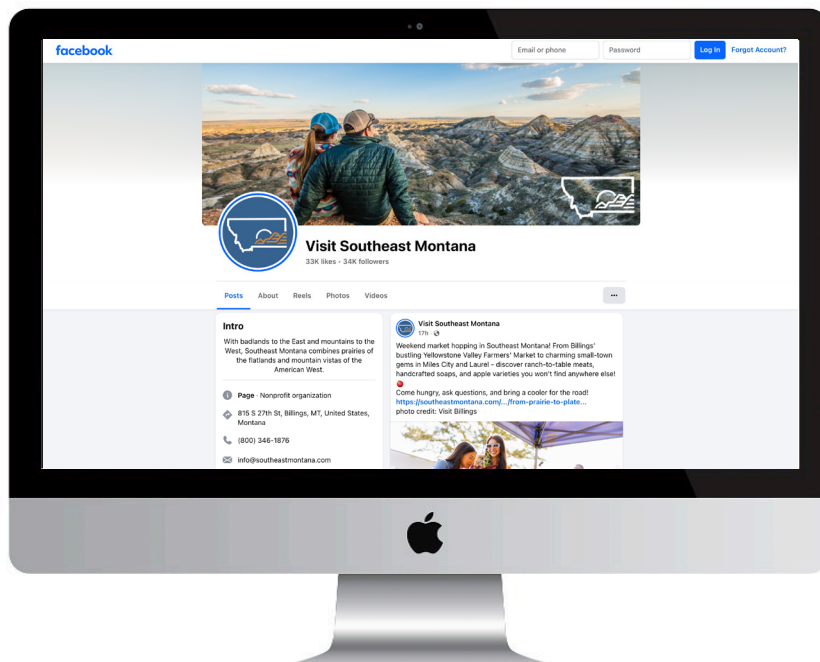 facebook
Email or phone
Password
Log In
Forgot Account?
Visit Southeast Montana
33K likes • 34K followers
Posts
About
Reels
Photos
Videos
Intro
With badlands to the East and mountains to the
West, Southeast Montana combines prairies of
the flatlands and mountain vistas of the
American West.
Page · Nonprofit organization
815 S 27th St, Billings, MT, United States,
Montana
(800) 346-1876
info@southeastmontana.com
Visit Southeast Montana
17h ·
Weekend market hopping in Southeast Montana! From Billings'
bustling Yellowstone Valley Farmers' Market to charming small-town
gems in Miles City and Laurel – discover ranch-to-table meats,
handcrafted soaps, and apple varieties you won't find anywhere else!
🍎
Come hungry, ask questions, and bring a cooler for the road!
https://southeastmontana.com/.../from-prairie-to-plate...
photo credit: Visit Billings